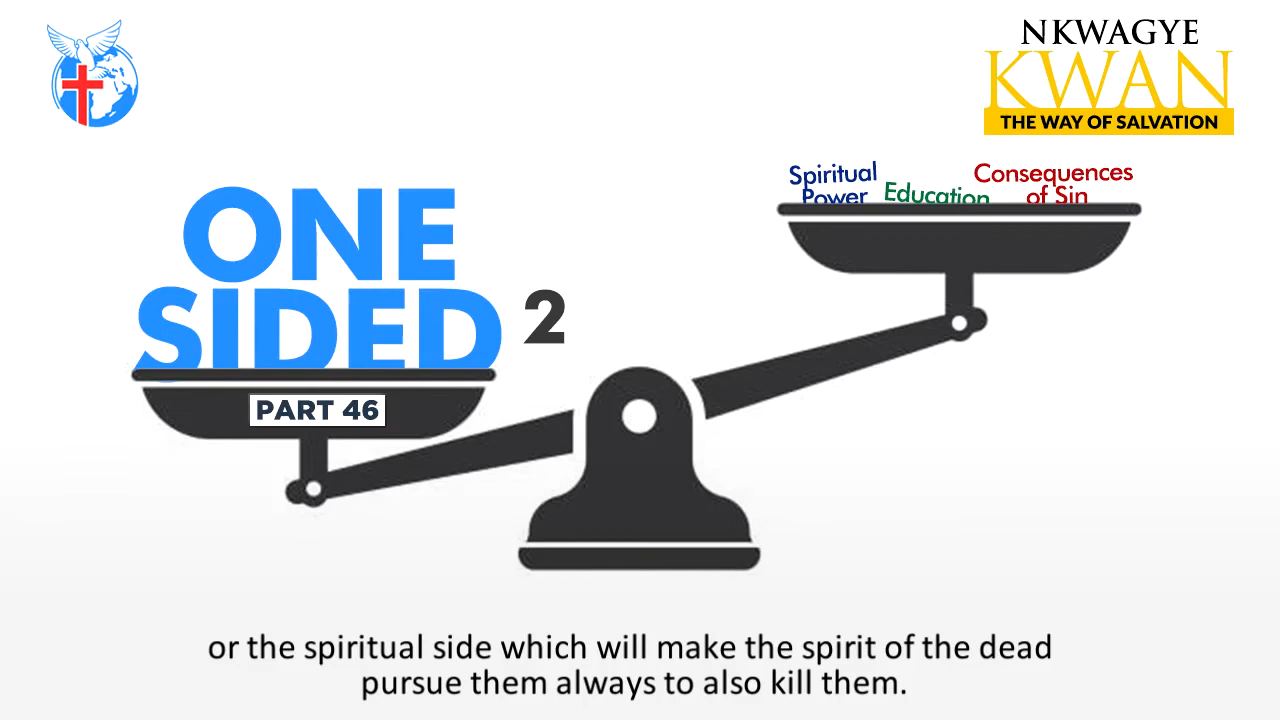 NKWAGYE
KWAN
THE WAY OF SALVATION
Spiritual
Power
Education
Consequences
of Sin
ONE
SIDED 2
PART 46
or the spiritual side which will make the spirit of the dead
pursue them always to also kill them.